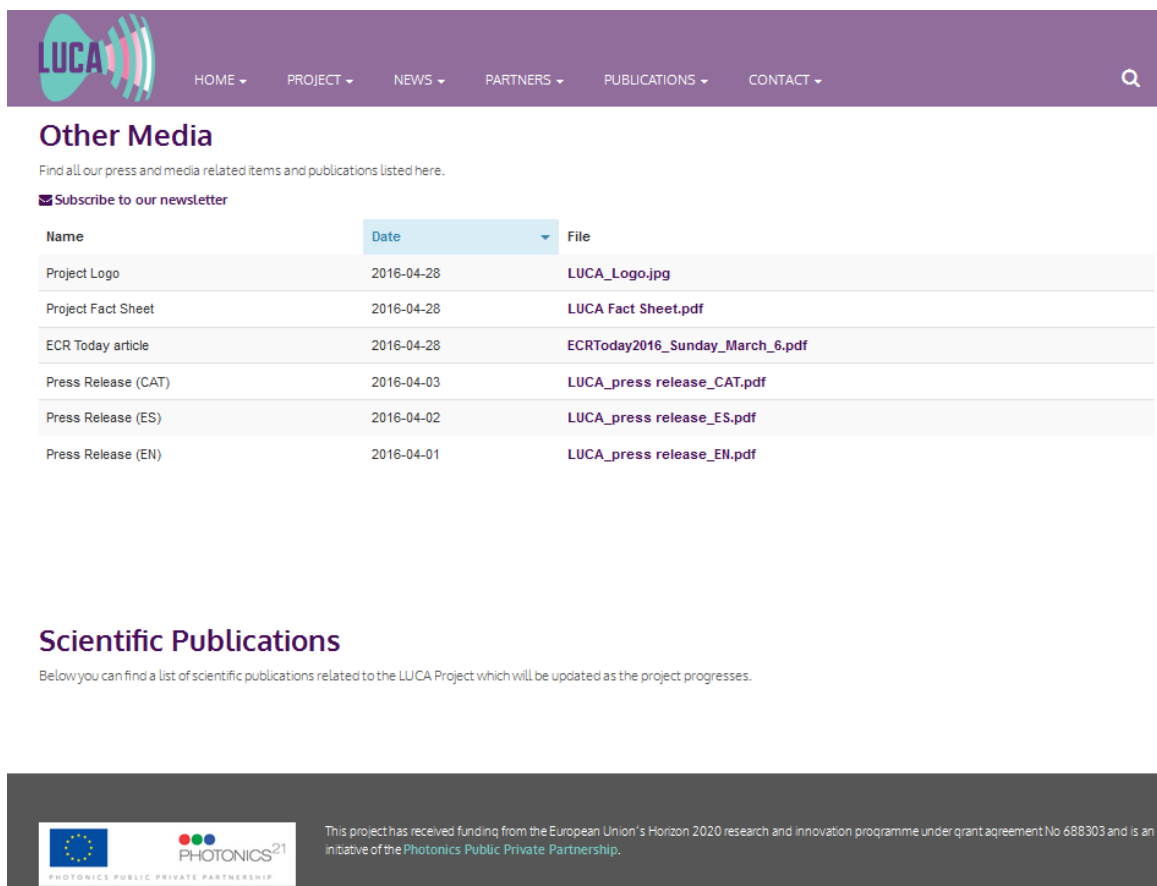 LUCA
HOME PROJECT NEWS PARTNERS PUBLICATIONS CONTACT
Other Media
Find all our press and media related items and publications listed here.
Subscribe to our newsletter
Name Date File
Project Logo 2016-04-28 LUCA_Logo.jpg
Project Fact Sheet 2016-04-28 LUCA Fact Sheet.pdf
ECR Today article 2016-04-28 ECRToday2016_Sunday_March_6.pdf
Press Release (CAT) 2016-04-03 LUCA_press release_CAT.pdf
Press Release (ES) 2016-04-02 LUCA_press release_ES.pdf
Press Release (EN) 2016-04-01 LUCA_press release_EN.pdf
Scientific Publications
Below you can find a list of scientific publications related to the LUCA Project which will be updated as the project progresses.
PHOTONICS21
PHOTONICS PUBLIC PRIVATE PARTNERSHIP
This project has received funding from the European Union's Horizon 2020 research and innovation programme under grant agreement No 688303 and is an
initiative of the Photonics Public Private Partnership.